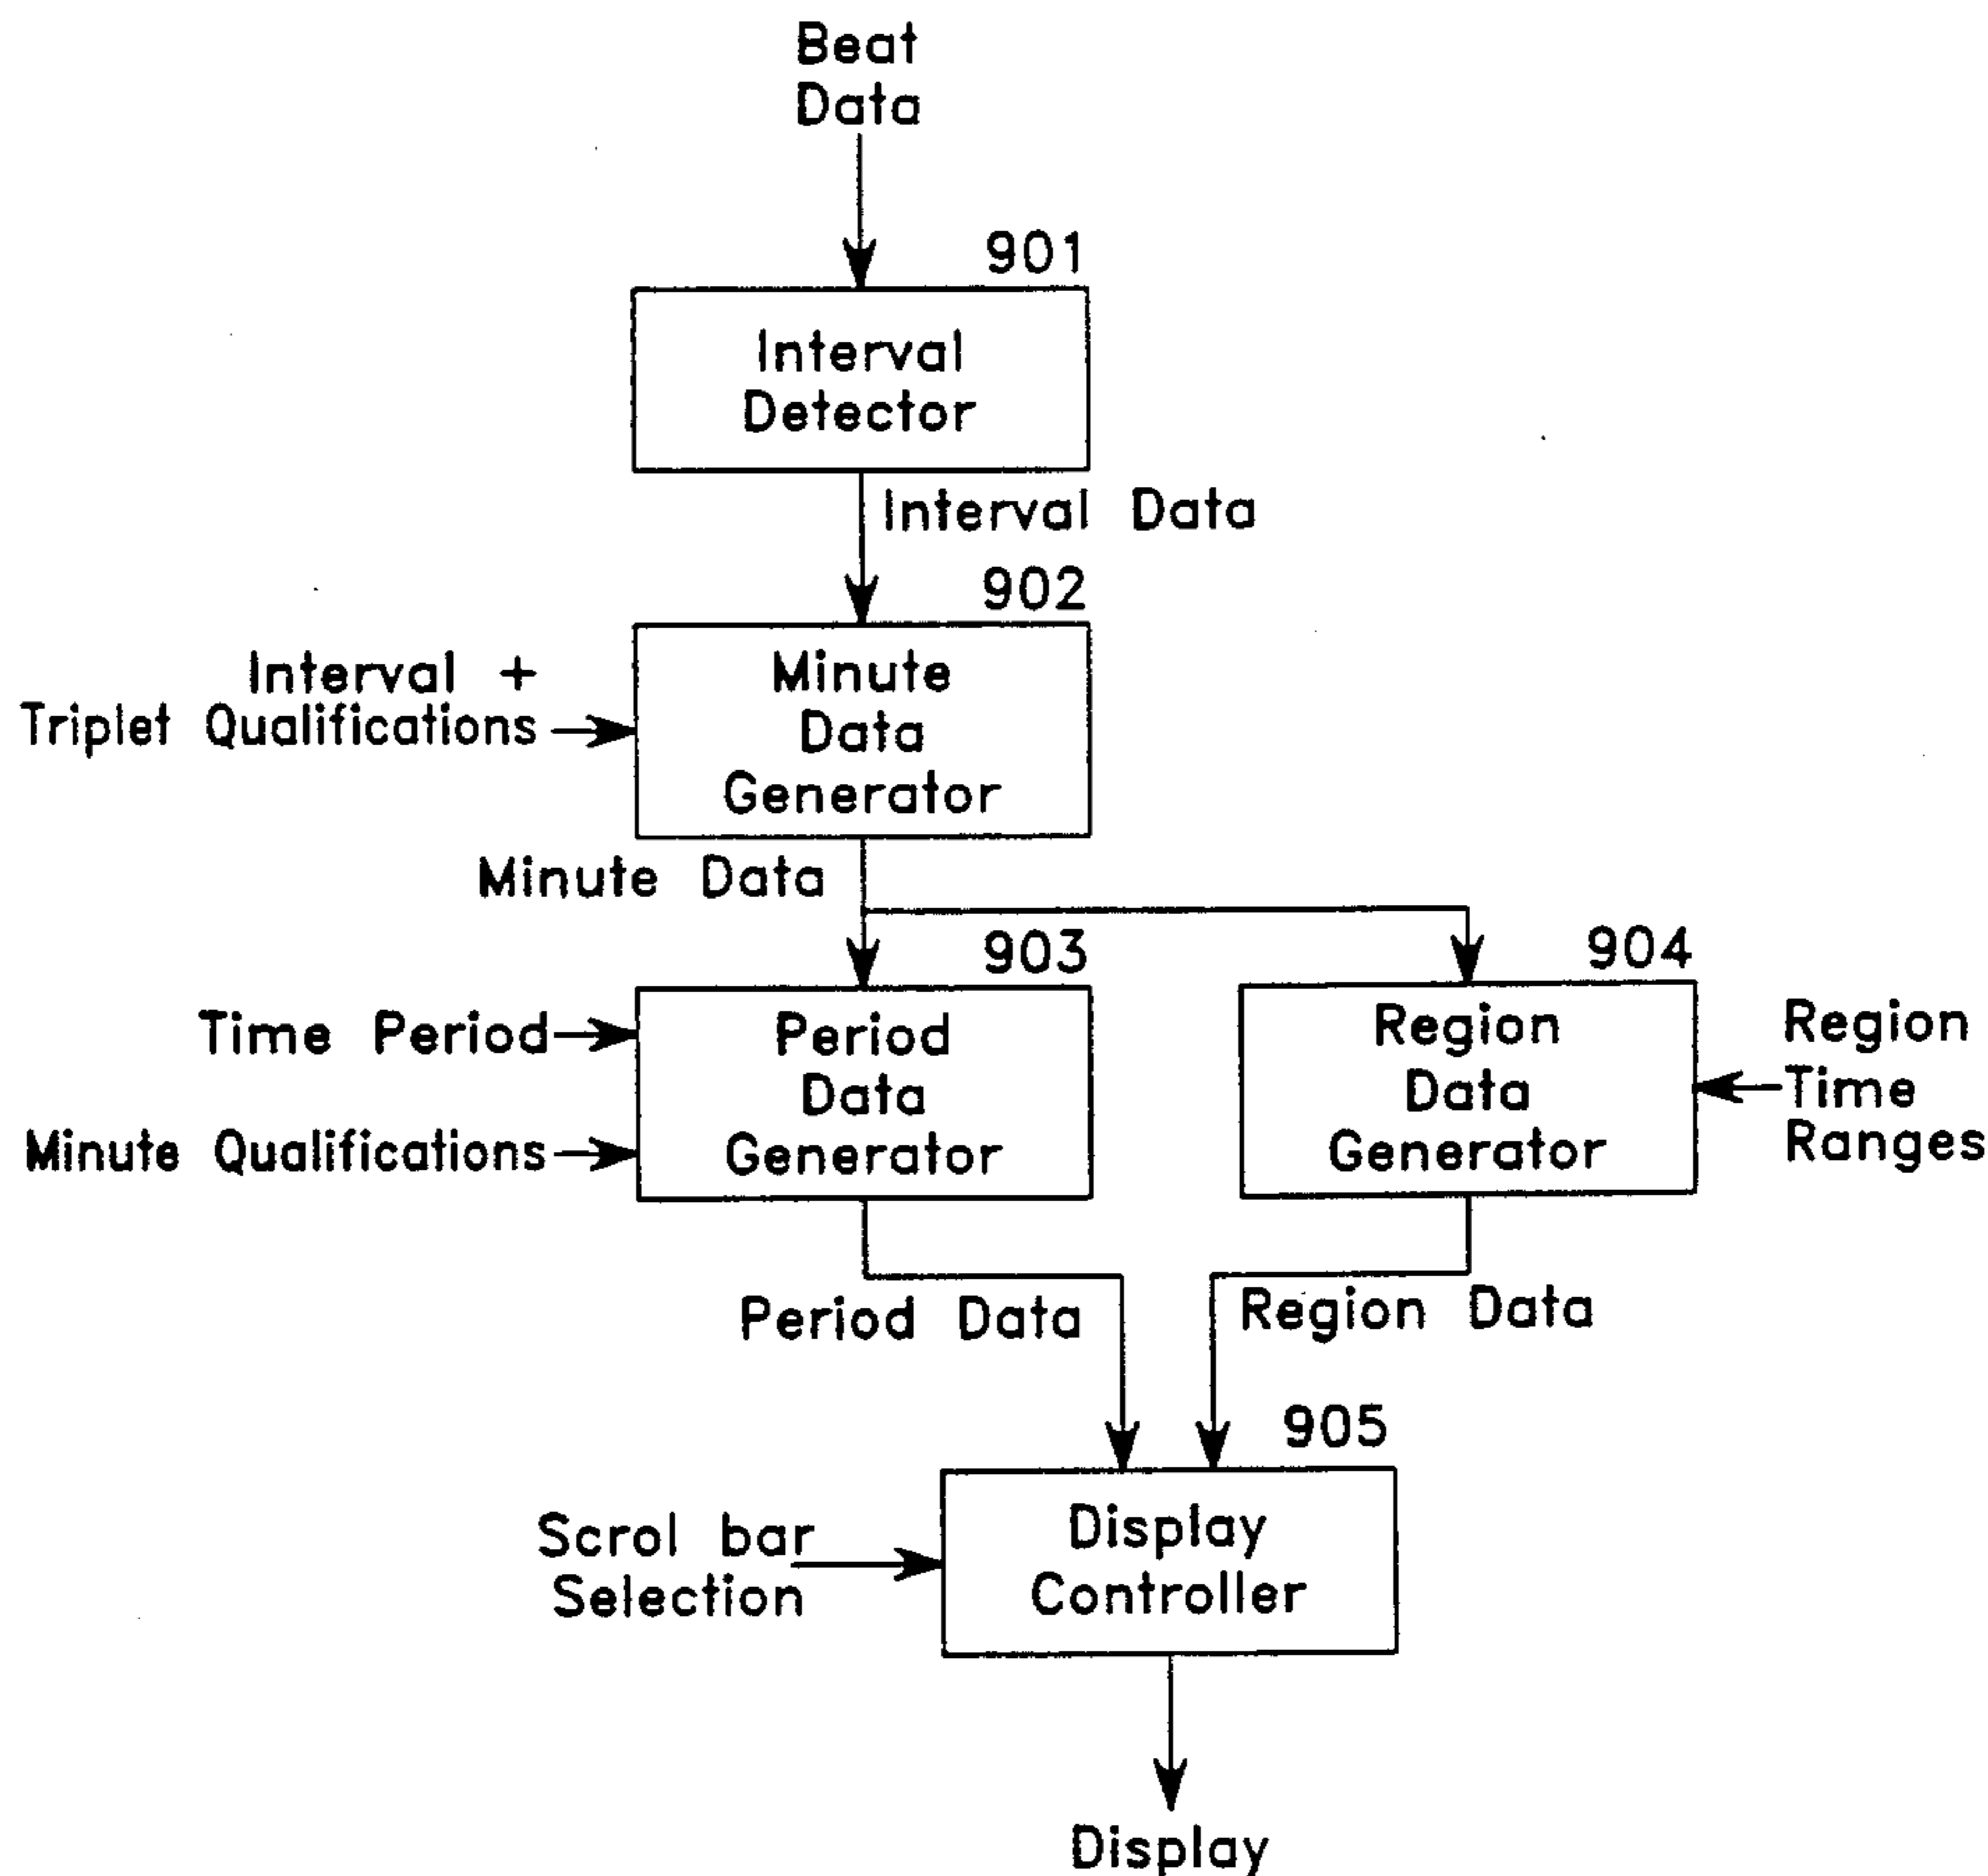 Beat
Data
901
Interval
Detector
Interval Data
902
Interval +
Triplet Qualifications
Minute
Data
Generator
Minute Data
903
904
Time Period
Minute Qualifications
Period
Data
Generator
Region
Data
Generator
Region
Time
Ranges
Period Data
Region Data
905
Scrol bar
Selection
Display
Controller
Display